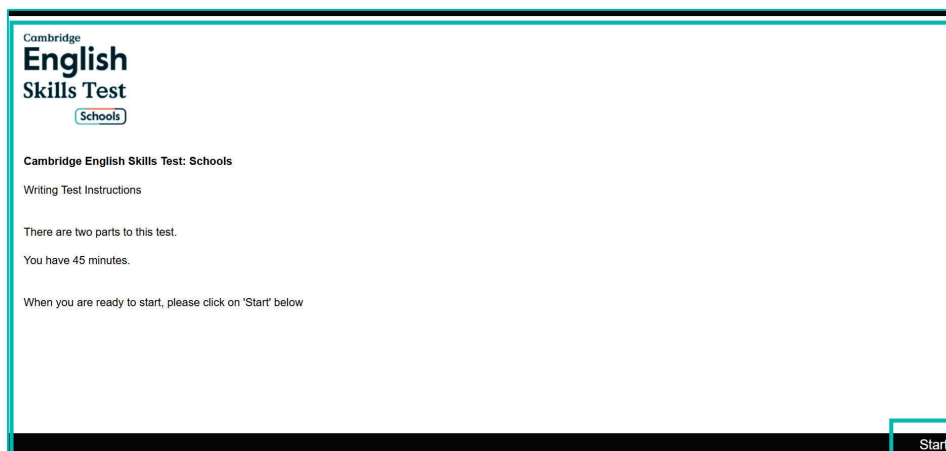 Cambridge
English
Skills Test
Schools
Cambridge English Skills Test: Schools
Writing Test Instructions
There are two parts to this test.
You have 45 minutes.
When you are ready to start, please click on 'Start' below
Start